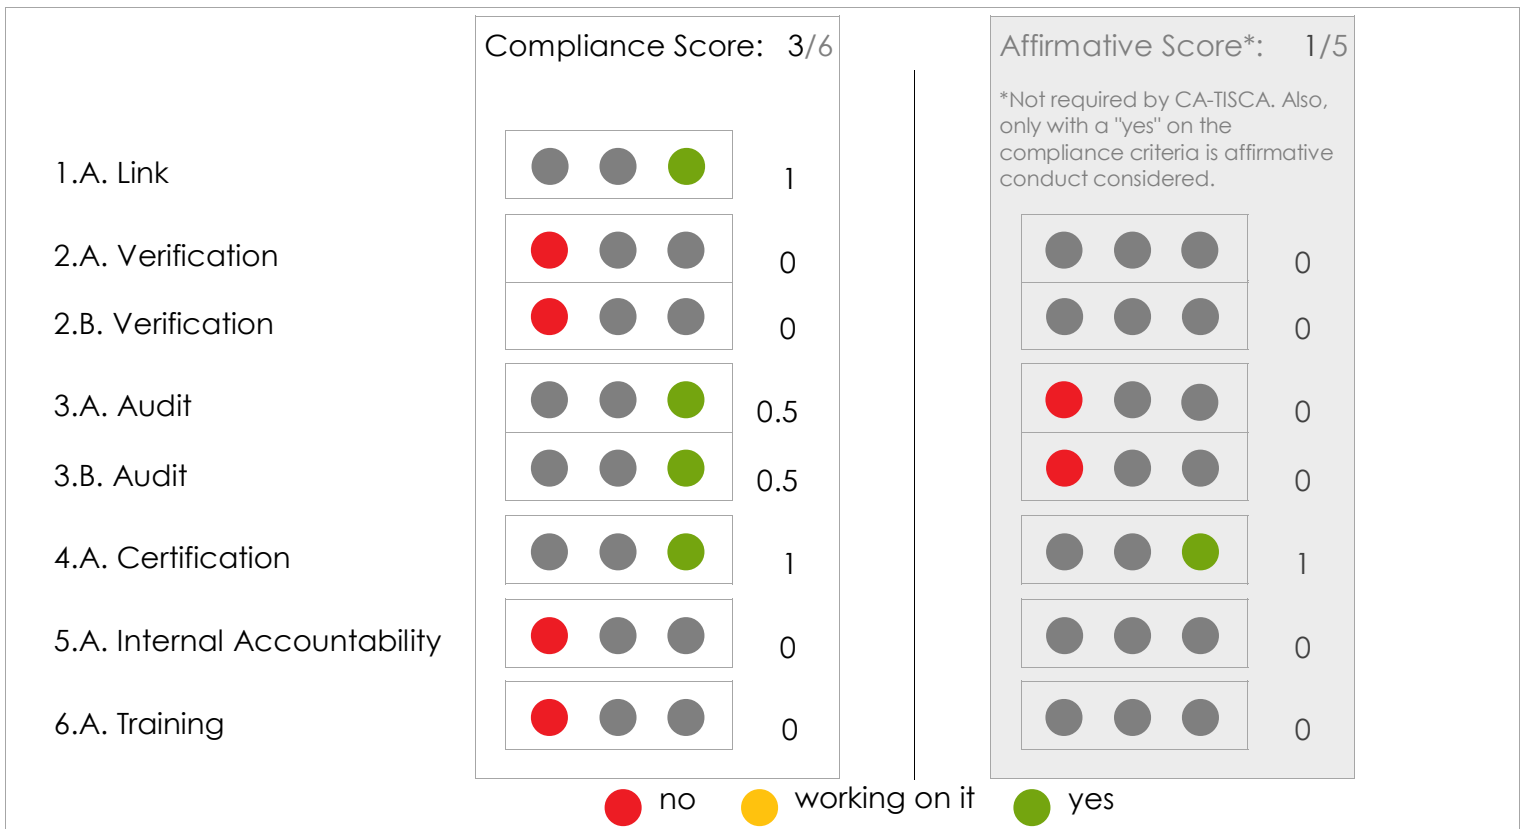 Compliance Score: 3/6
Affirmative Score*: 1/5
*Not required by CA-TISCA. Also,
only with a "yes" on the
compliance criteria is affirmative
conduct considered.
1.A. Link 1
2.A. Verification 0 0
2.B. Verification 0 0
3.A. Audit 0.5 0
3.B. Audit 0.5 0
4.A. Certification 1 1
5.A. Internal Accountability 0 0
6.A. Training 0 0
no working on it yes